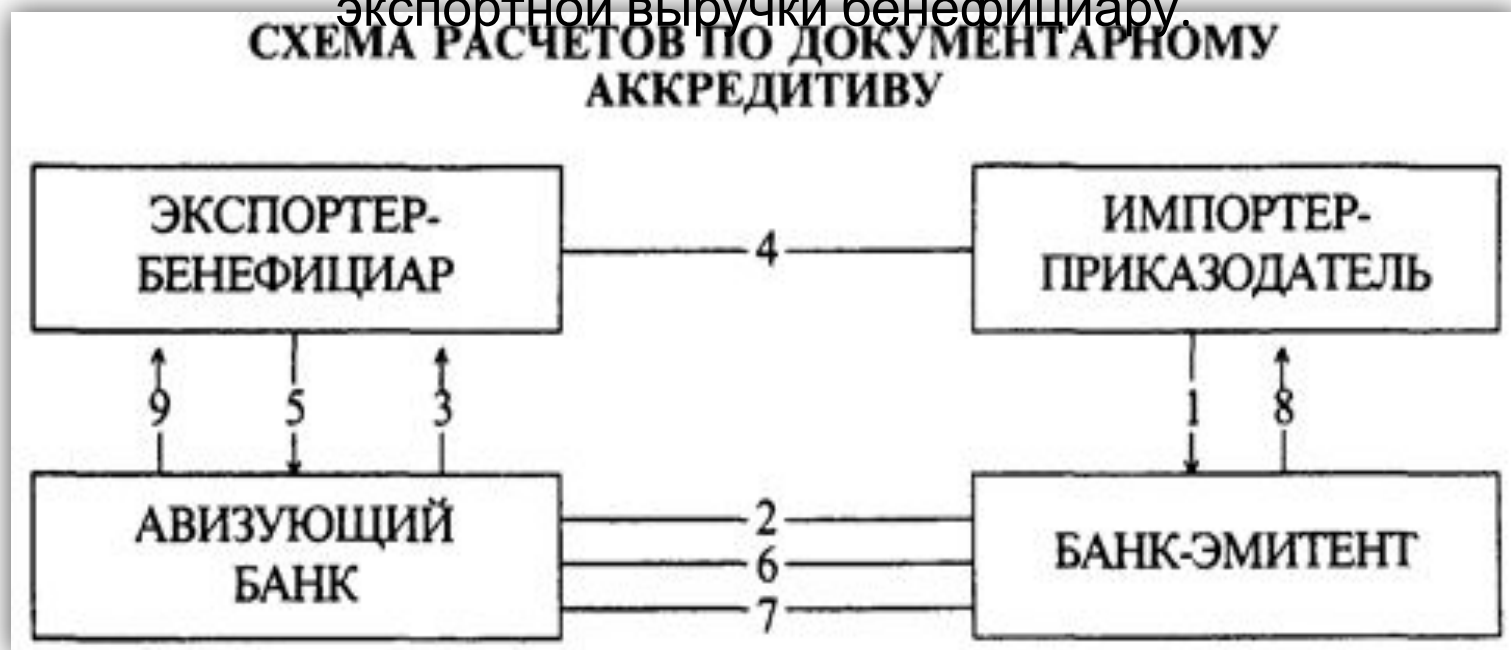 экспортной выручки бенефициару.
СХЕМА РАСЧЕТОВ ПО ДОКУМЕНТАРНОМУ
АККРЕДИТИВУ
ЭКСПОРТЕР-
БЕНЕФИЦИАР
4
ИМПОРТЕР-
ПРИКАЗОДАТЕЛЬ
9 5 3
1 8
АВИЗУЮЩИЙ
БАНК
2
6
7
БАНК-ЭМИТЕНТ